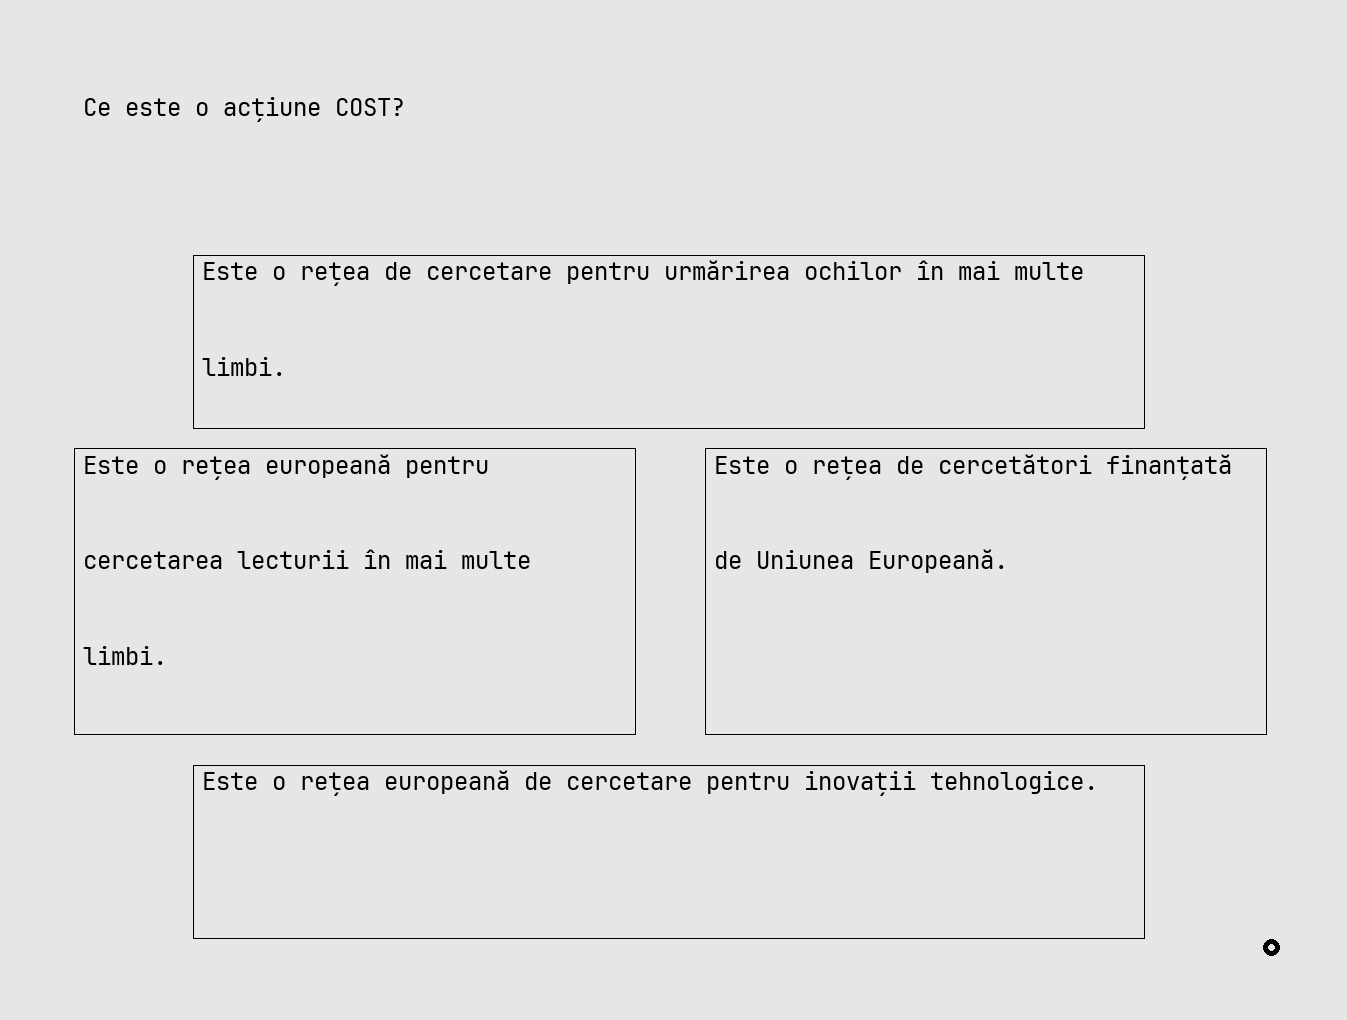 Ce este o acțiune COST?
Este o rețea de cercetare pentru urmărirea ochilor în mai multe
limbi.
Este o rețea europeană pentru
cercetarea lecturii în mai multe
limbi.
Este o rețea de cercetători finanțată
de Uniunea Europeană.
Este o rețea europeană de cercetare pentru inovații tehnologice.